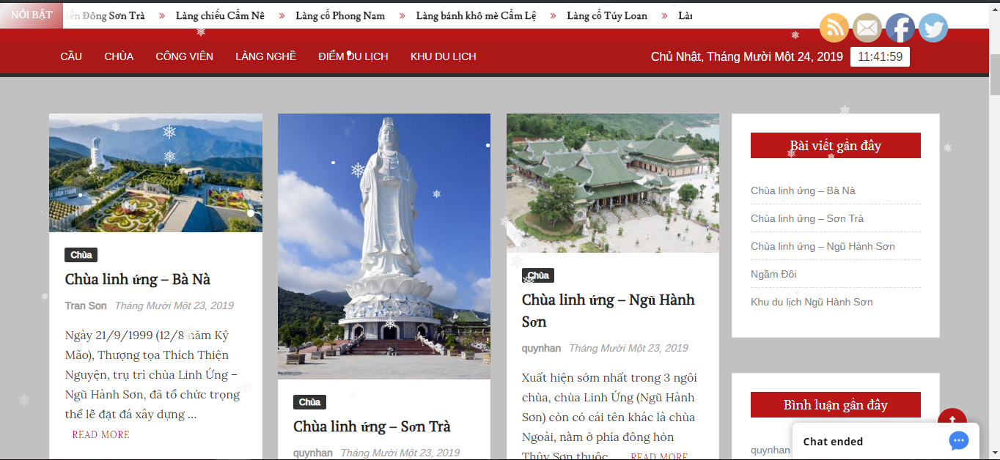 NỔI BẬT
iển Đông Sơn Trà » Làng chiếu Cẩm Nê » Làng cổ Phong Nam » Làng bánh khô mè Cẩm Lệ » Làng cổ Túy Loan » Làn
CẦU CHÙA CÔNG VIÊN LÀNG NGHỀ ĐIỂM DU LỊCH KHU DU LỊCH
Chủ Nhật, Tháng Mười Một 24, 2019 11:41:59
Chùa
Chùa linh ứng – Bà Nà
Tran Son Tháng Mười Một 23, 2019
Ngày 21/9/1999 (12/8 năm Kỷ
Mão), Thượng tọa Thích Thiện
Nguyện, trụ trì chùa Linh Ứng –
Ngũ Hành Sơn, đã tổ chức trọng
thể lễ đặt đá xây dựng …
READ MORE
Chùa
Chùa linh ứng – Sơn Trà
quynhan Tháng Mười Một 23, 2019
Chùa
Chùa linh ứng – Ngũ Hành
Sơn
quynhan Tháng Mười Một 23, 2019
Xuất hiện sớm nhất trong 3 ngôi
chùa, chùa Linh Ứng (Ngũ Hành
Sơn) còn có cái tên khác là chùa
Ngoài, nằm ở phía đông hòn
Thủy Sơn thuộc … READ MORE
Bài viết gần đây
Chùa linh ứng – Bà Nà
Chùa linh ứng – Sơn Trà
Chùa linh ứng – Ngũ Hành Sơn
Ngầm Đôi
Khu du lịch Ngũ Hành Sơn
Bình luận gần đây
quynhan
Chat ended